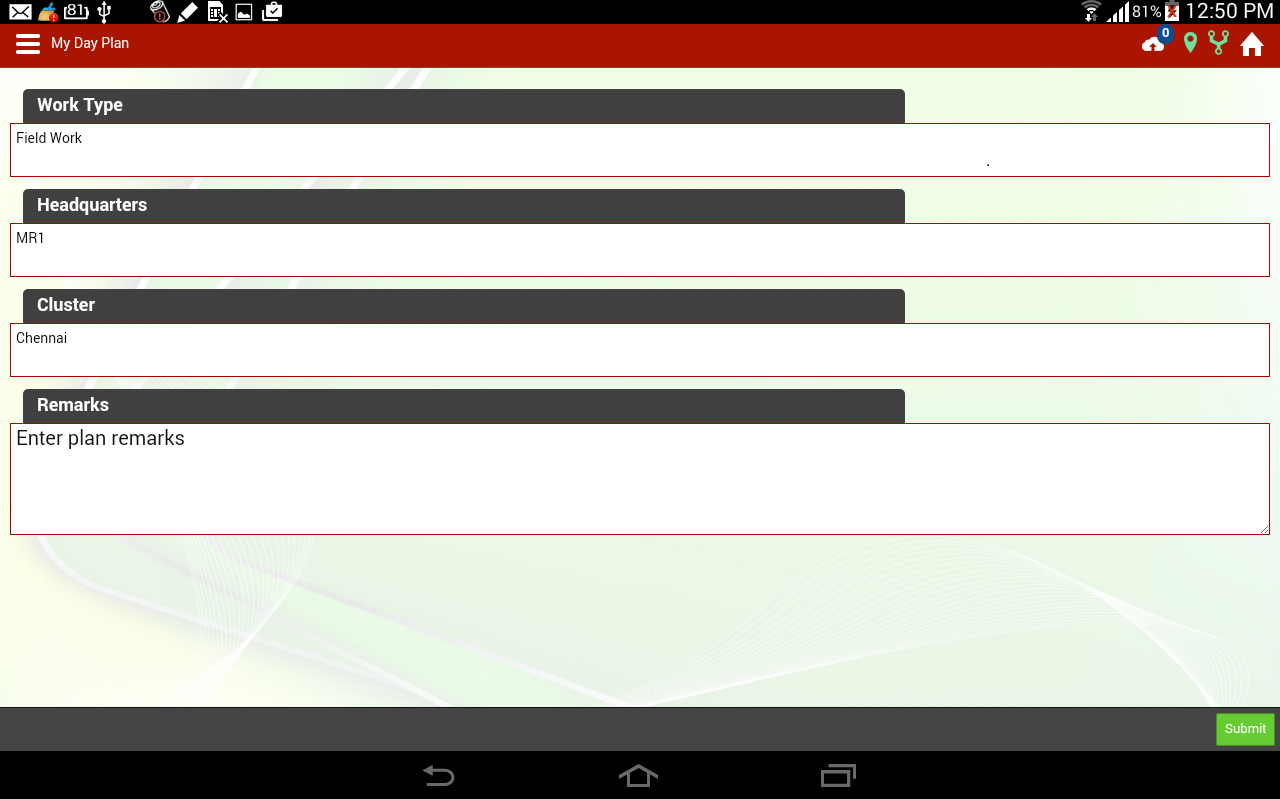 81
81% 12:50 PM
My Day Plan
0
Work Type
Field Work
.
Headquarters
MR1
Cluster
Chennai
Remarks
Enter plan remarks
Submit